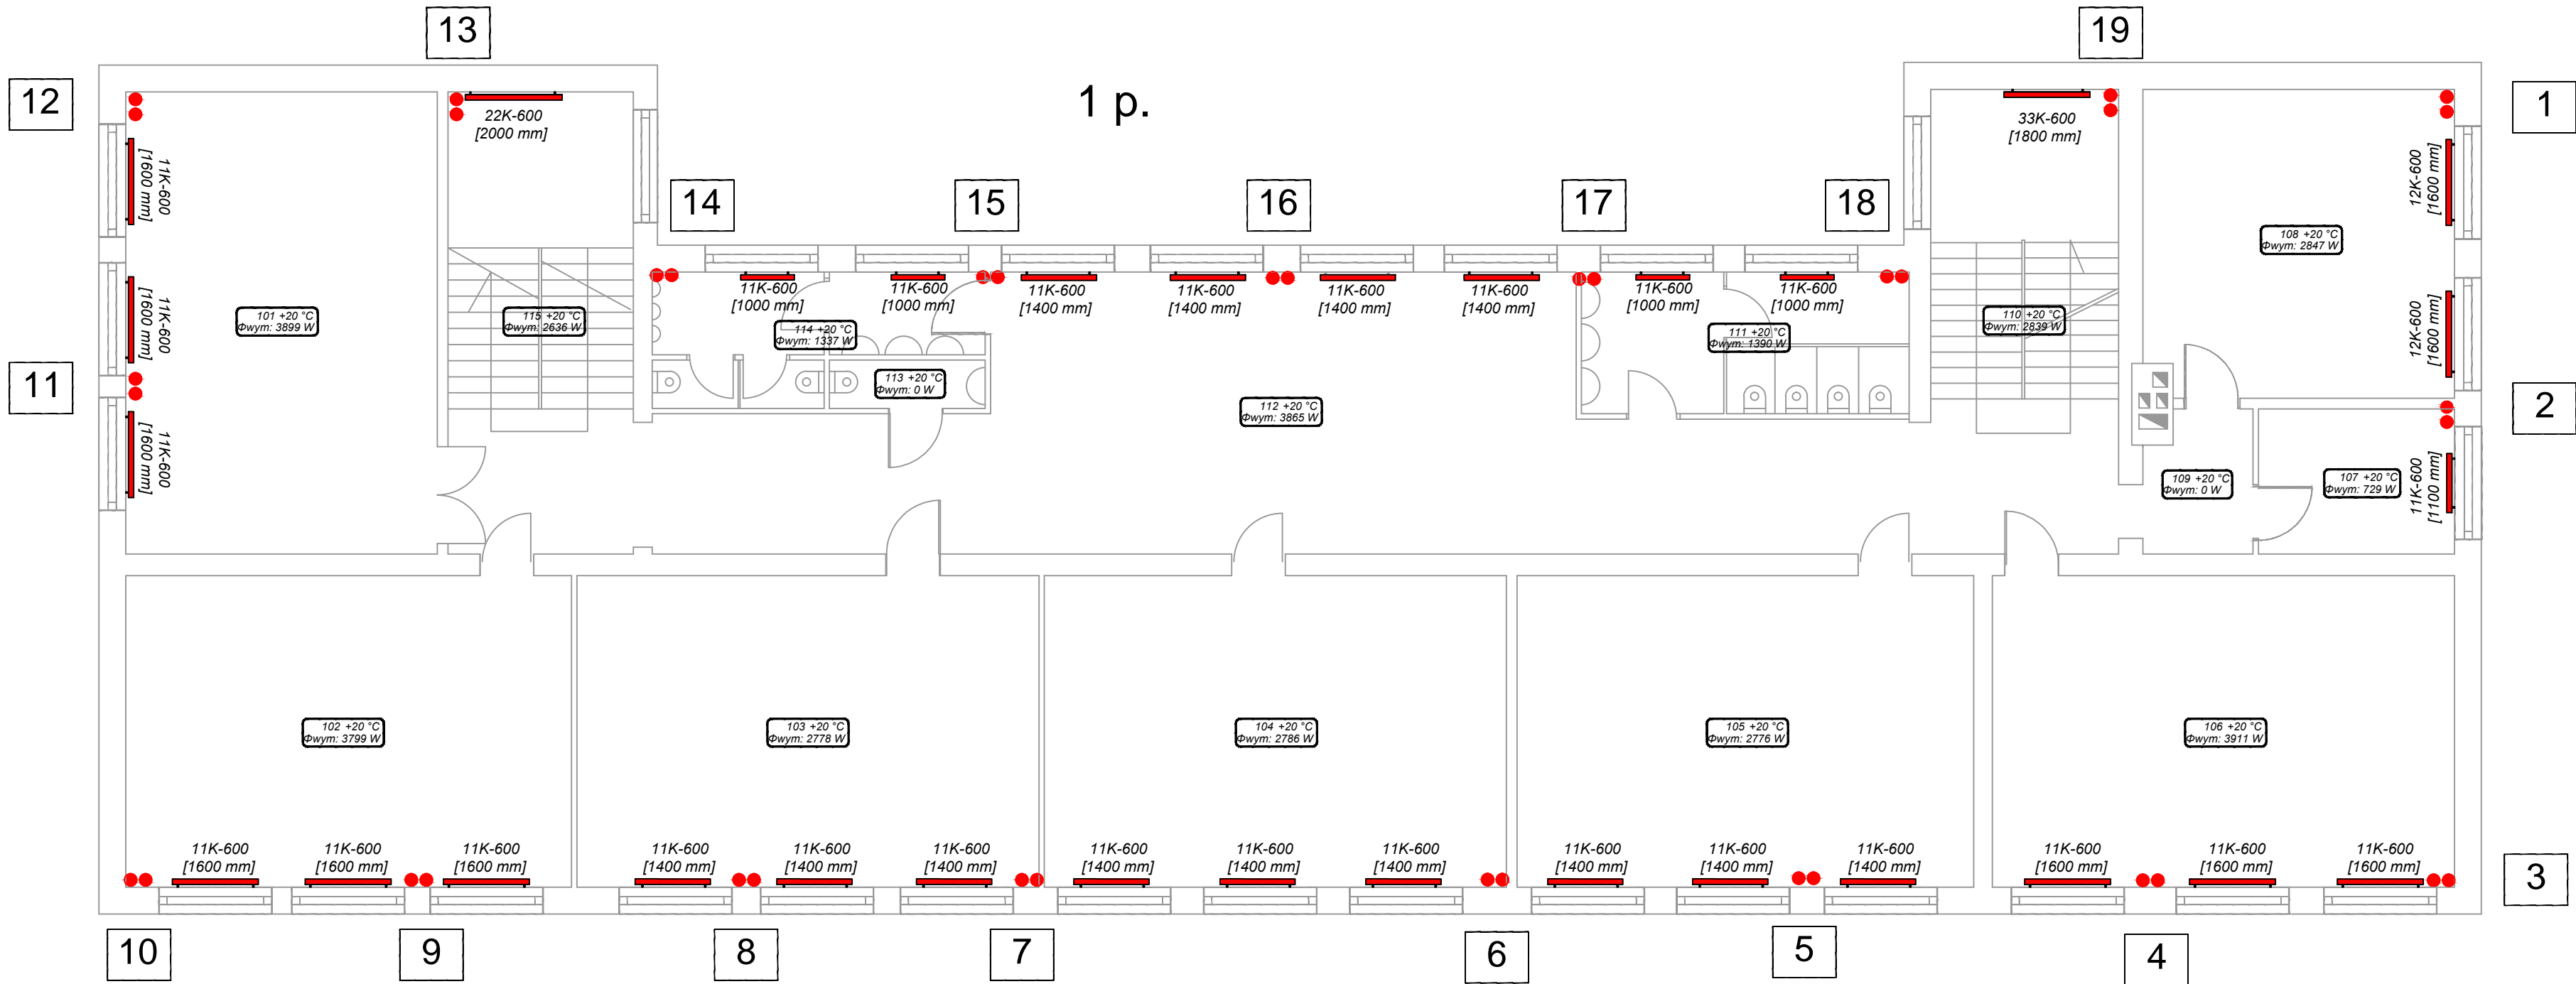 13
19
12
1 p.
1
22K-600
[2000 mm]
33K-600
[1800 mm]
11K-600
[1600 mm]
12K-600
[1600 mm]
14
15
16
17
18
108 +20 °C
Φwym: 2847 W
11K-600
[1000 mm]
11K-600
[1000 mm]
11K-600
[1400 mm]
11K-600
[1400 mm]
11K-600
[1400 mm]
11K-600
[1400 mm]
11K-600
[1000 mm]
11K-600
[1000 mm]
11K-600
[1600 mm]
12K-600
[1600 mm]
101 +20 °C
Φwym: 3899 W
115 +20 °C
Φwym: 2636 W
114 +20 °C
Φwym: 1337 W
111 +20 °C
Φwym: 1390 W
110 +20 °C
Φwym: 2839 W
11
113 +20 °C
Φwym: 0 W
112 +20 °C
Φwym: 3865 W
2
11K-600
[1600 mm]
109 +20 °C
Φwym: 0 W
107 +20 °C
Φwym: 729 W
11K-600
[1100 mm]
102 +20 °C
Φwym: 3799 W
103 +20 °C
Φwym: 2778 W
104 +20 °C
Φwym: 2786 W
105 +20 °C
Φwym: 2776 W
106 +20 °C
Φwym: 3911 W
11K-600
[1600 mm]
11K-600
[1600 mm]
11K-600
[1600 mm]
11K-600
[1400 mm]
11K-600
[1400 mm]
11K-600
[1400 mm]
11K-600
[1400 mm]
11K-600
[1400 mm]
11K-600
[1400 mm]
11K-600
[1400 mm]
11K-600
[1400 mm]
11K-600
[1400 mm]
11K-600
[1600 mm]
11K-600
[1600 mm]
11K-600
[1600 mm]
3
10
9
8
7
6
5
4